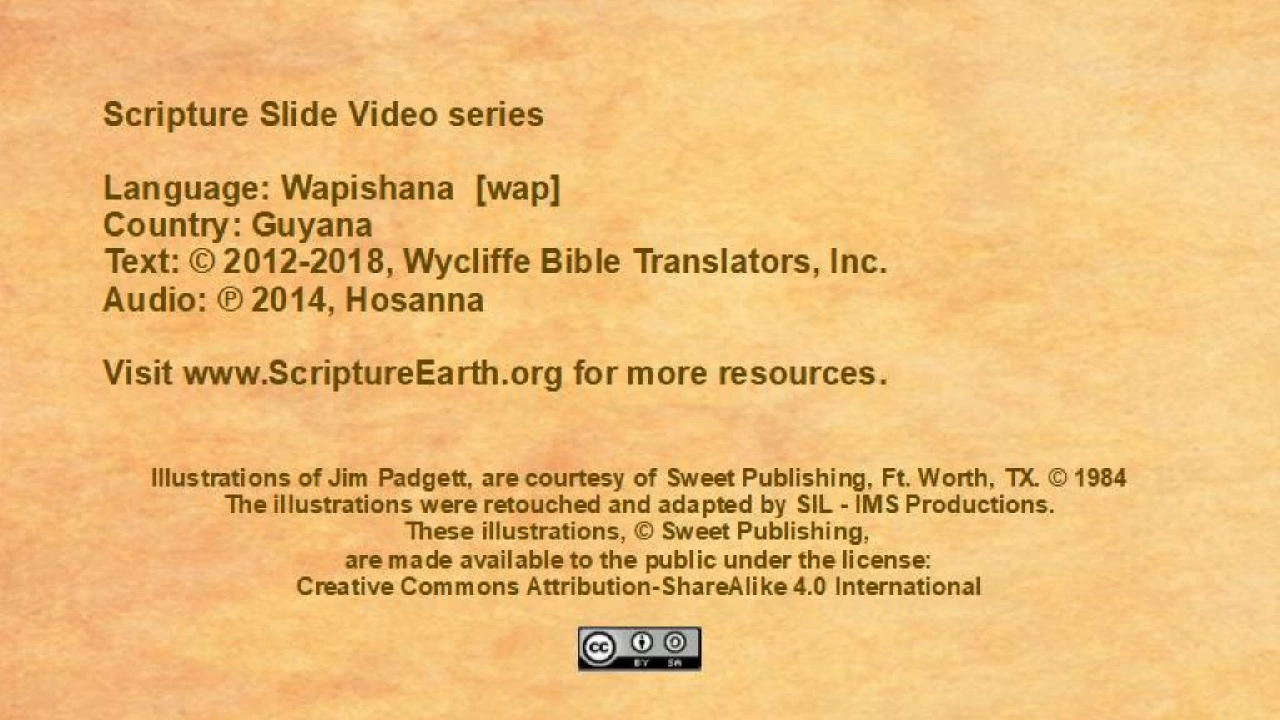 Scripture Slide Video series
Language: Wapishana [wap]
Country: Guyana
Text: © 2012-2018, Wycliffe Bible Translators, Inc.
Audio: ℗ 2014, Hosanna
Visit www.ScriptureEarth.org for more resources.
Illustrations of Jim Padgett, are courtesy of Sweet Publishing, Ft. Worth, TX. © 1984
The illustrations were retouched and adapted by SIL - IMS Productions.
These illustrations, © Sweet Publishing,
are made available to the public under the license:
Creative Commons Attribution-ShareAlike 4.0 International
cc BY SA